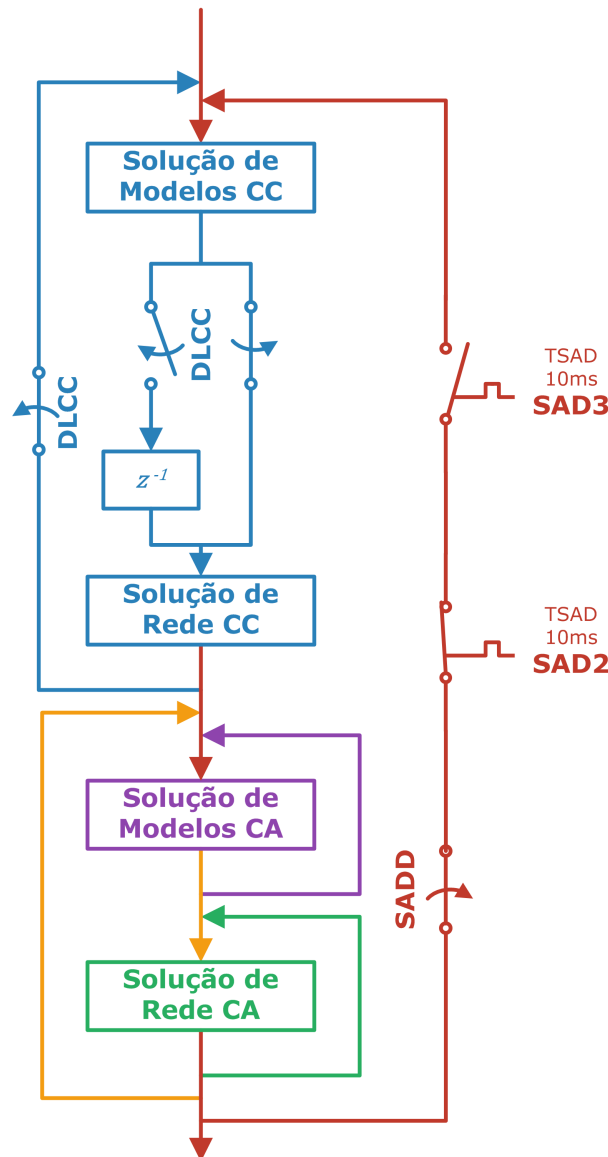 Solução de
Modelos CC
DLCC
DLCC
TSAD
10ms
SAD3
z⁻¹
Solução de
Rede CC
TSAD
10ms
SAD2
Solução de
Modelos CA
SADD
Solução de
Rede CA